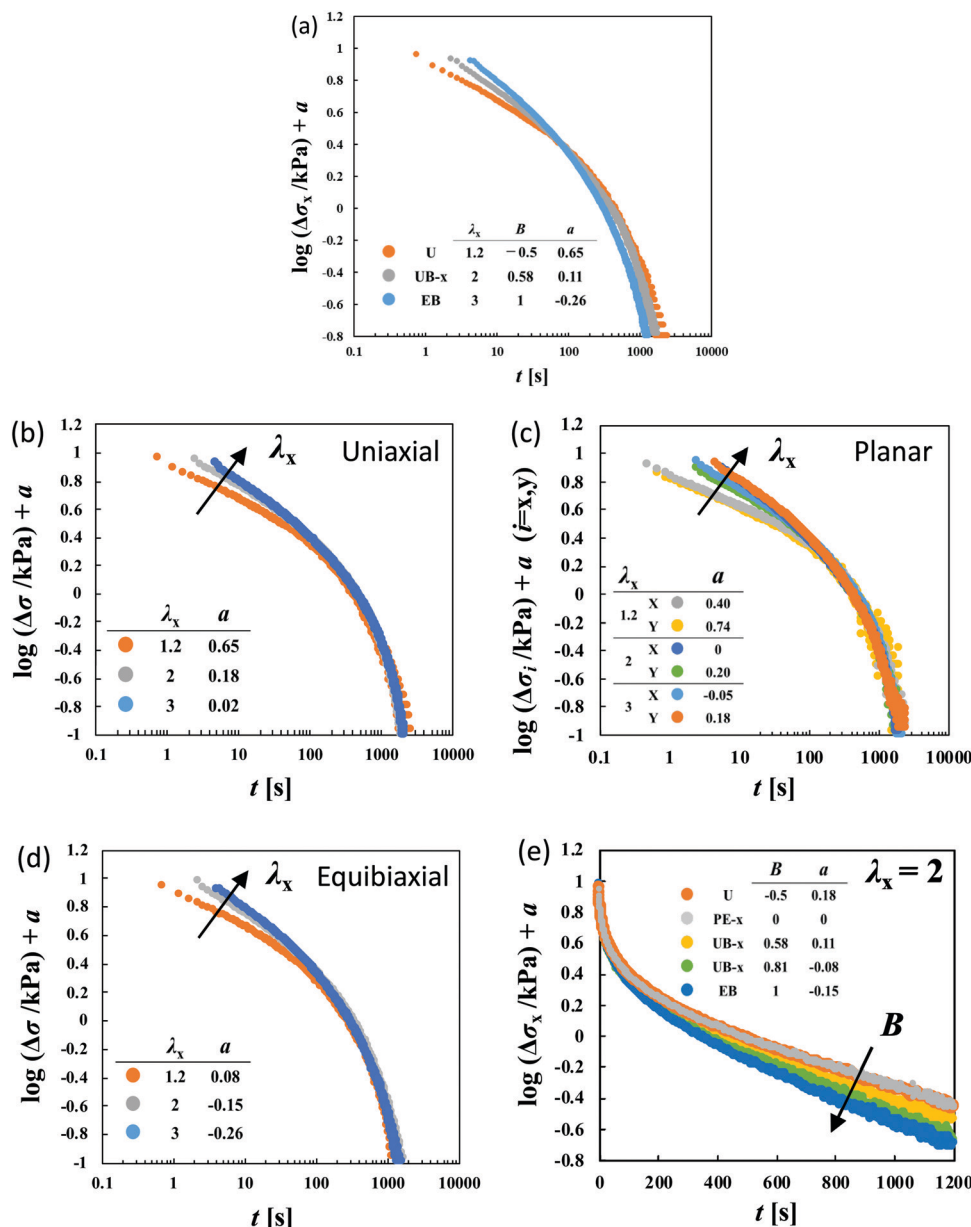 (a)
1.2
1
0.8
0.6
0.4
0.2
0
-0.2
-0.4
-0.6
-0.8
log (Δσx /kPa) + a
λx B a
U 1.2 −0.5 0.65
UB-x 2 0.58 0.11
EB 3 1 -0.26
0.1 1 10 100 1000 10000
t [s]
(b)
Uniaxial
λx
1.2
1
0.8
0.6
0.4
0.2
0
-0.2
-0.4
-0.6
-0.8
-1
log (Δσ /kPa) + a
λx a
1.2 0.65
2 0.18
3 0.02
0.1 1 10 100 1000 10000
t [s]
(c)
Planar
λx
1.2
1
0.8
0.6
0.4
0.2
0
-0.2
-0.4
-0.6
-0.8
-1
log (Δσi /kPa) + a (i=x,y)
λx a
1.2 X 0.40
Y 0.74
2 X 0
Y 0.20
3 X -0.05
Y 0.18
0.1 1 10 100 1000 10000
t [s]
(d)
Equibiaxial
λx
1.2
1
0.8
0.6
0.4
0.2
0
-0.2
-0.4
-0.6
-0.8
-1
log (Δσ /kPa) + a
λx a
1.2 0.08
2 -0.15
3 -0.26
0.1 1 10 100 1000 10000
t [s]
(e)
λx = 2
1.2
1
0.8
0.6
0.4
0.2
0
-0.2
-0.4
-0.6
-0.8
log (Δσx /kPa) + a
B a
U -0.5 0.18
PE-x 0 0
UB-x 0.58 0.11
UB-x 0.81 -0.08
EB 1 -0.15
B
0 200 400 600 800 1000 1200
t [s]